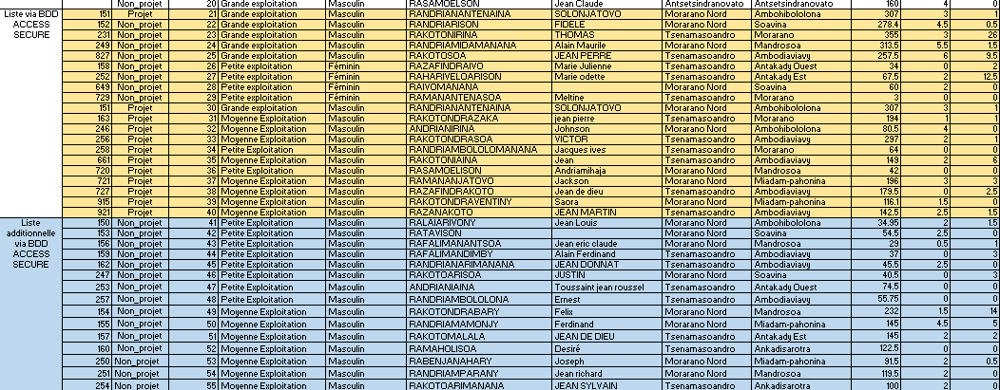 Non_projet 20 Grande exploitation Masculin RASAMOELSON Jean Claude Antsetsindranovato Antsetsindranovato 160 4 0
Liste via BDD 151 Projet 21 Grande exploitation Masculin RANDRIANANTENAINA SOLONJATOVO Morarano Nord Ambohibololona 307 3 1
ACCESS 152 Non_projet 22 Grande exploitation Masculin RANDRIARISON FIDELE Morarano Nord Soavina 278.4 4.5 0.5
SECURE 231 Non_projet 23 Grande exploitation Masculin RAKOTONIRINA THOMAS Tsenamasoandro Morarano 355 3 26
249 Non_projet 24 Grande exploitation Masculin RANDRIAMIDAMANANA Alain Maurile Morarano Nord Mandrosoa 313.5 5.5 1.5
827 Non_projet 25 Grande exploitation Masculin RAKOTOSOA JEAN PERRE Tsenamasoandro Ambodiaviavy 257.5 6 9.5
158 Non_projet 26 Petite exploitation Féminin RAZAFINDRAIVO Marie Julienne Tsenamasoandro Antakady Ouest 34 0 2
252 Non_projet 27 Petite exploitation Féminin RAHARIVELOARISON Marie odette Tsenamasoandro Antakady Est 67.5 2 12.5
649 Non_projet 28 Petite exploitation Féminin RAIVOMANANA Morarano Nord Soavina 60 2 0
729 Non_projet 29 Petite exploitation Féminin RAMANANTENASOA Meltine Tsenamasoandro Morarano 3 0 0
151 Projet 30 Grande exploitation Masculin RANDRIANANTENAINA SOLONJATOVO Morarano Nord Ambohibololona 307 3 1
163 Projet 31 Moyenne Exploitation Masculin RAKOTONDRAZAKA jean pierre Tsenamasoandro Morarano 194 1 1
246 Projet 32 Moyenne Exploitation Masculin ANDRIANIRINA Johnson Morarano Nord Ambohibololona 80.5 4 0
256 Projet 33 Moyenne Exploitation Masculin RAKOTONDRASOA VICTOR Tsenamasoandro Ambodiaviavy 297 2 1
258 Projet 34 Petite Exploitation Masculin RANDRIAMBOLOLOMANANA Jacques ives Tsenamasoandro Morarano 64 0 0
661 Projet 35 Moyenne Exploitation Masculin RAKOTONIAINA Jean Tsenamasoandro Ambodiaviavy 149 2 6
720 Projet 36 Petite Exploitation Masculin RASAMOELISON Andriamihaja Morarano Nord Mandrosoa 42 0 0
721 Projet 37 Moyenne Exploitation Masculin RAMANANJATOVO Jackson Morarano Nord Miadam-pahonina 196 3 3
727 Projet 38 Moyenne Exploitation Masculin RAZAFINDRAKOTO Jean de dieu Tsenamasoandro Ambodiaviavy 179.5 0 2.5
915 Projet 39 Moyenne Exploitation Masculin RAKOTONDRAVENTINY Saora Morarano Nord Miadam-pahonina 116.1 1.5 0
921 Projet 40 Moyenne Exploitation Masculin RAZANAKOTO JEAN MARTIN Tsenamasoandro Ambodiaviavy 142.5 2.5 1.5
Liste 150 Non_projet 41 Petite Exploitation Masculin RALAIARIVONY Jean Louis Morarano Nord Ambohibololona 34.95 2 1.5
additionnelle 153 Non_projet 42 Petite Exploitation Masculin RATAVISON Morarano Nord Soavina 54.5 2.5 0
via BDD 156 Non_projet 43 Petite Exploitation Masculin RAFALIMANANTSOA Jean eric claude Morarano Nord Mandrosoa 29 0.5 1
ACCESS 159 Non_projet 44 Petite Exploitation Masculin RAFALIMANDIMBY Alain Ferdinand Tsenamasoandro Ambodiaviavy 37 0 3
SECURE 162 Non_projet 45 Petite Exploitation Masculin RANDRIANARIMANANA JEAN DONNAT Tsenamasoandro Ambodiaviavy 45.5 2.5 0
247 Non_projet 46 Petite Exploitation Masculin RAKOTOARISOA JUSTIN Morarano Nord Soavina 40.5 0 3
253 Non_projet 47 Petite Exploitation Masculin ANDRIANIAINA Toussaint jean roussel Tsenamasoandro Antakady Ouest 74.5 0 0
257 Non_projet 48 Petite Exploitation Masculin RANDRIAMBOLOLONA Ernest Tsenamasoandro Ambodiaviavy 55.75 0 0
154 Non_projet 49 Moyenne Exploitation Masculin RAKOTONDRABARY Felix Morarano Nord Mandrosoa 232 1.5 14
155 Non_projet 50 Moyenne Exploitation Masculin RANDRIAMAMONJY Ferdinand Morarano Nord Miadam-pahonina 145 4.5 5
157 Non_projet 51 Moyenne Exploitation Masculin RAKOTOMALALA JEAN DE DIEU Tsenamasoandro Antakady Est 145 2 2
160 Non_projet 52 Moyenne Exploitation Masculin RAMAHOLISOA Desiré Tsenamasoandro Ankadisarotra 122.5 0 0
250 Non_projet 53 Moyenne Exploitation Masculin RABENJANAHARY Joseph Morarano Nord Miadam-pahonina 91.5 2 0.5
251 Non_projet 54 Moyenne Exploitation Masculin RANDRIAMPARANY Jean richard Morarano Nord Mandrosoa 119.5 2 0
254 Non_projet 55 Moyenne Exploitation Masculin RAKOTOARIMANANA JEAN SYLVAIN Tsenamasoandro Ankadisarotra 100 2 0